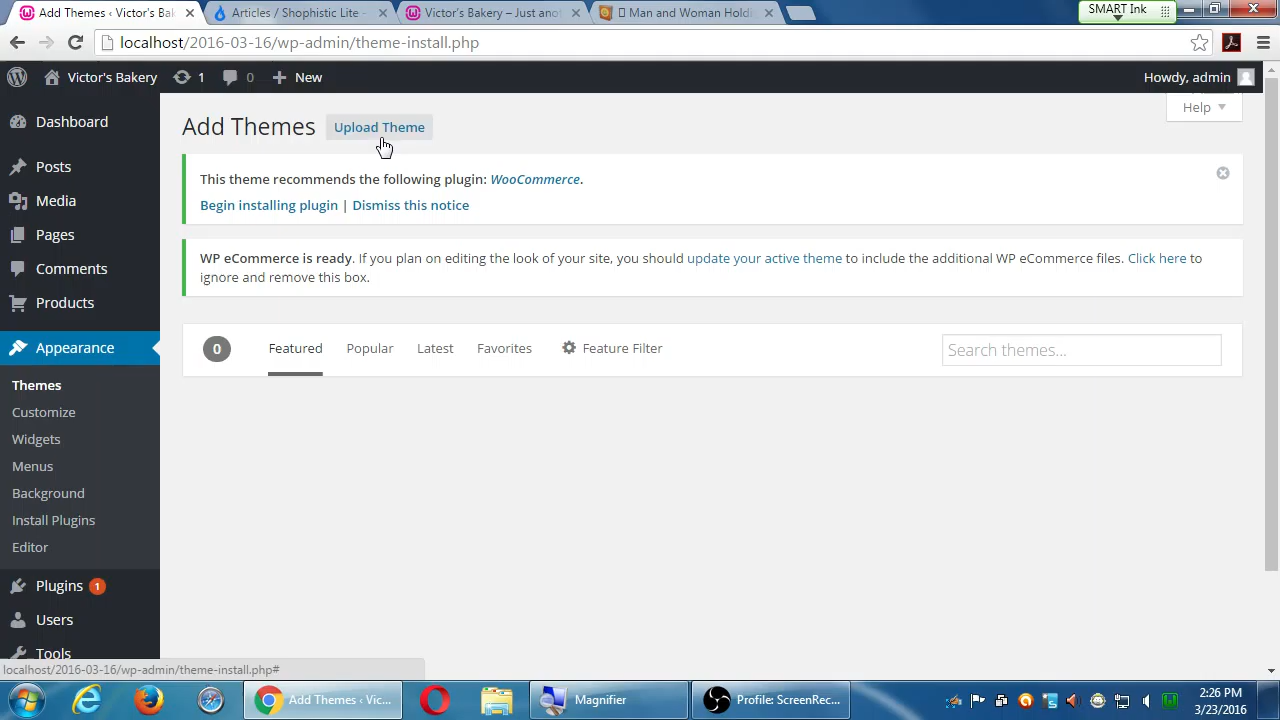 Add Themes ‹ Victor's Bak
Articles / Shophistic Lite -
Victor's Bakery – Just anot
Man and Woman Holdi
SMART Ink
localhost/2016-03-16/wp-admin/theme-install.php
Victor's Bakery
1
0
New
Howdy, admin
Dashboard
Posts
Media
Pages
Comments
Products
Appearance
Themes
Customize
Widgets
Menus
Background
Install Plugins
Editor
Plugins 1
Users
Tools
Help
Add Themes
Upload Theme
This theme recommends the following plugin: WooCommerce.
Begin installing plugin | Dismiss this notice
WP eCommerce is ready. If you plan on editing the look of your site, you should update your active theme to include the additional WP eCommerce files. Click here to
ignore and remove this box.
0 Featured Popular Latest Favorites Feature Filter
Search themes...
localhost/2016-03-16/wp-admin/theme-install.php#
Add Themes ‹ Vic...
Magnifier
Profile: ScreenRec...
2:26 PM
3/23/2016